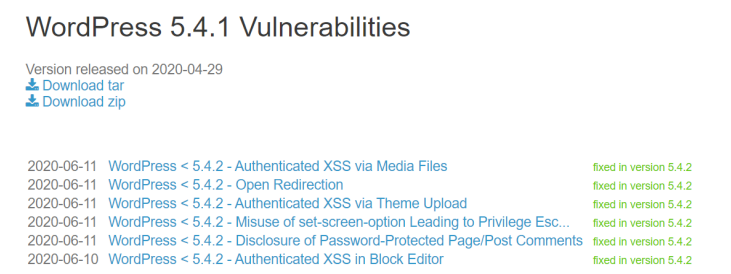 WordPress 5.4.1 Vulnerabilities
Version released on 2020-04-29
Download tar
Download zip
2020-06-11 WordPress < 5.4.2 - Authenticated XSS via Media Files fixed in version 5.4.2
2020-06-11 WordPress < 5.4.2 - Open Redirection fixed in version 5.4.2
2020-06-11 WordPress < 5.4.2 - Authenticated XSS via Theme Upload fixed in version 5.4.2
2020-06-11 WordPress < 5.4.2 - Misuse of set-screen-option Leading to Privilege Esc... fixed in version 5.4.2
2020-06-11 WordPress < 5.4.2 - Disclosure of Password-Protected Page/Post Comments fixed in version 5.4.2
2020-06-10 WordPress < 5.4.2 - Authenticated XSS in Block Editor fixed in version 5.4.2